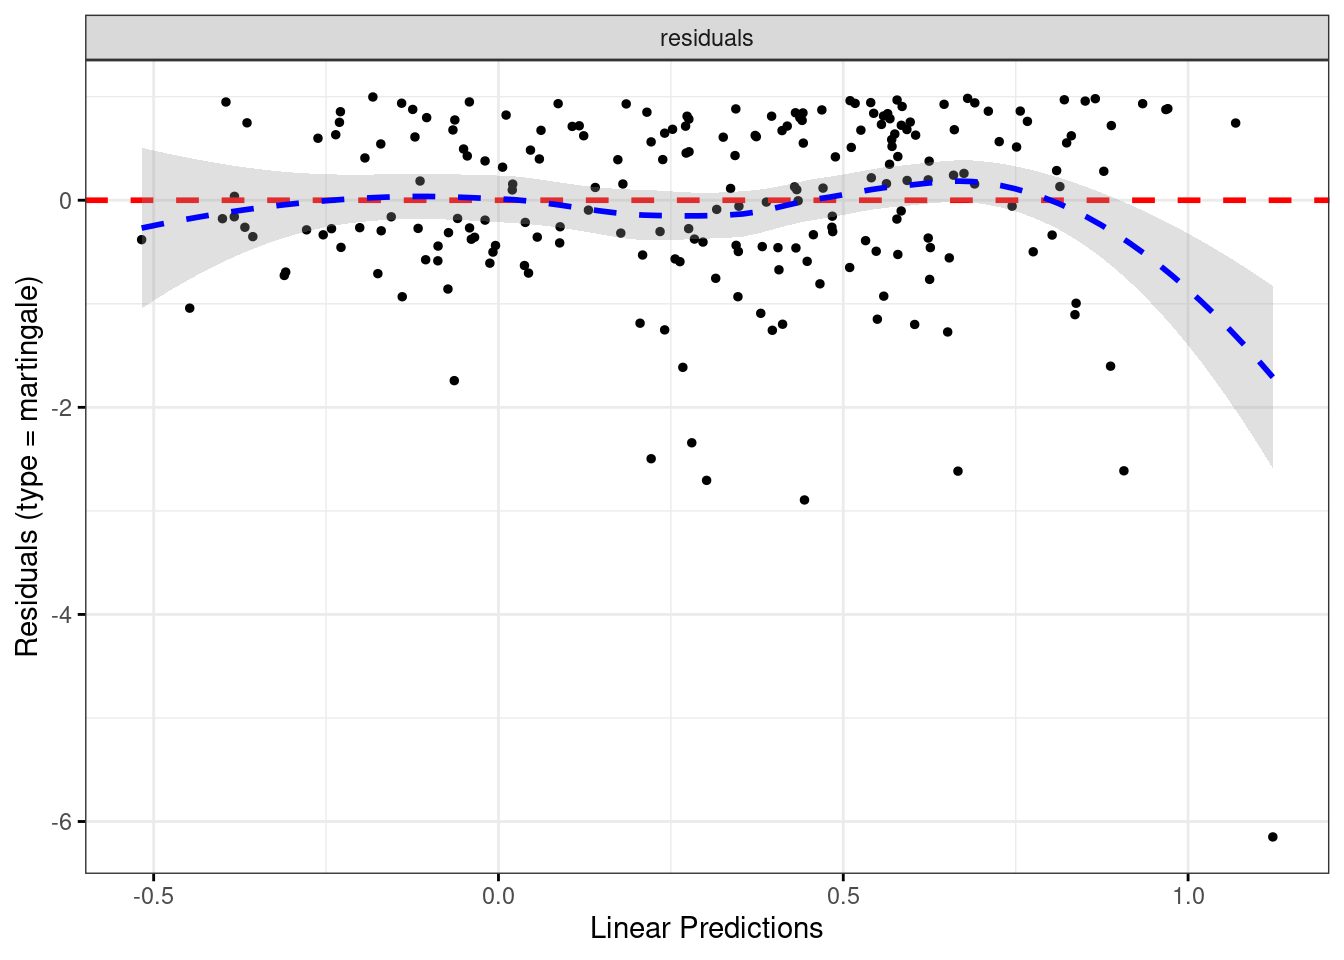 residuals
Residuals (type = martingale)
0
-2
-4
-6
-0.5
0.0
0.5
1.0
Linear Predictions